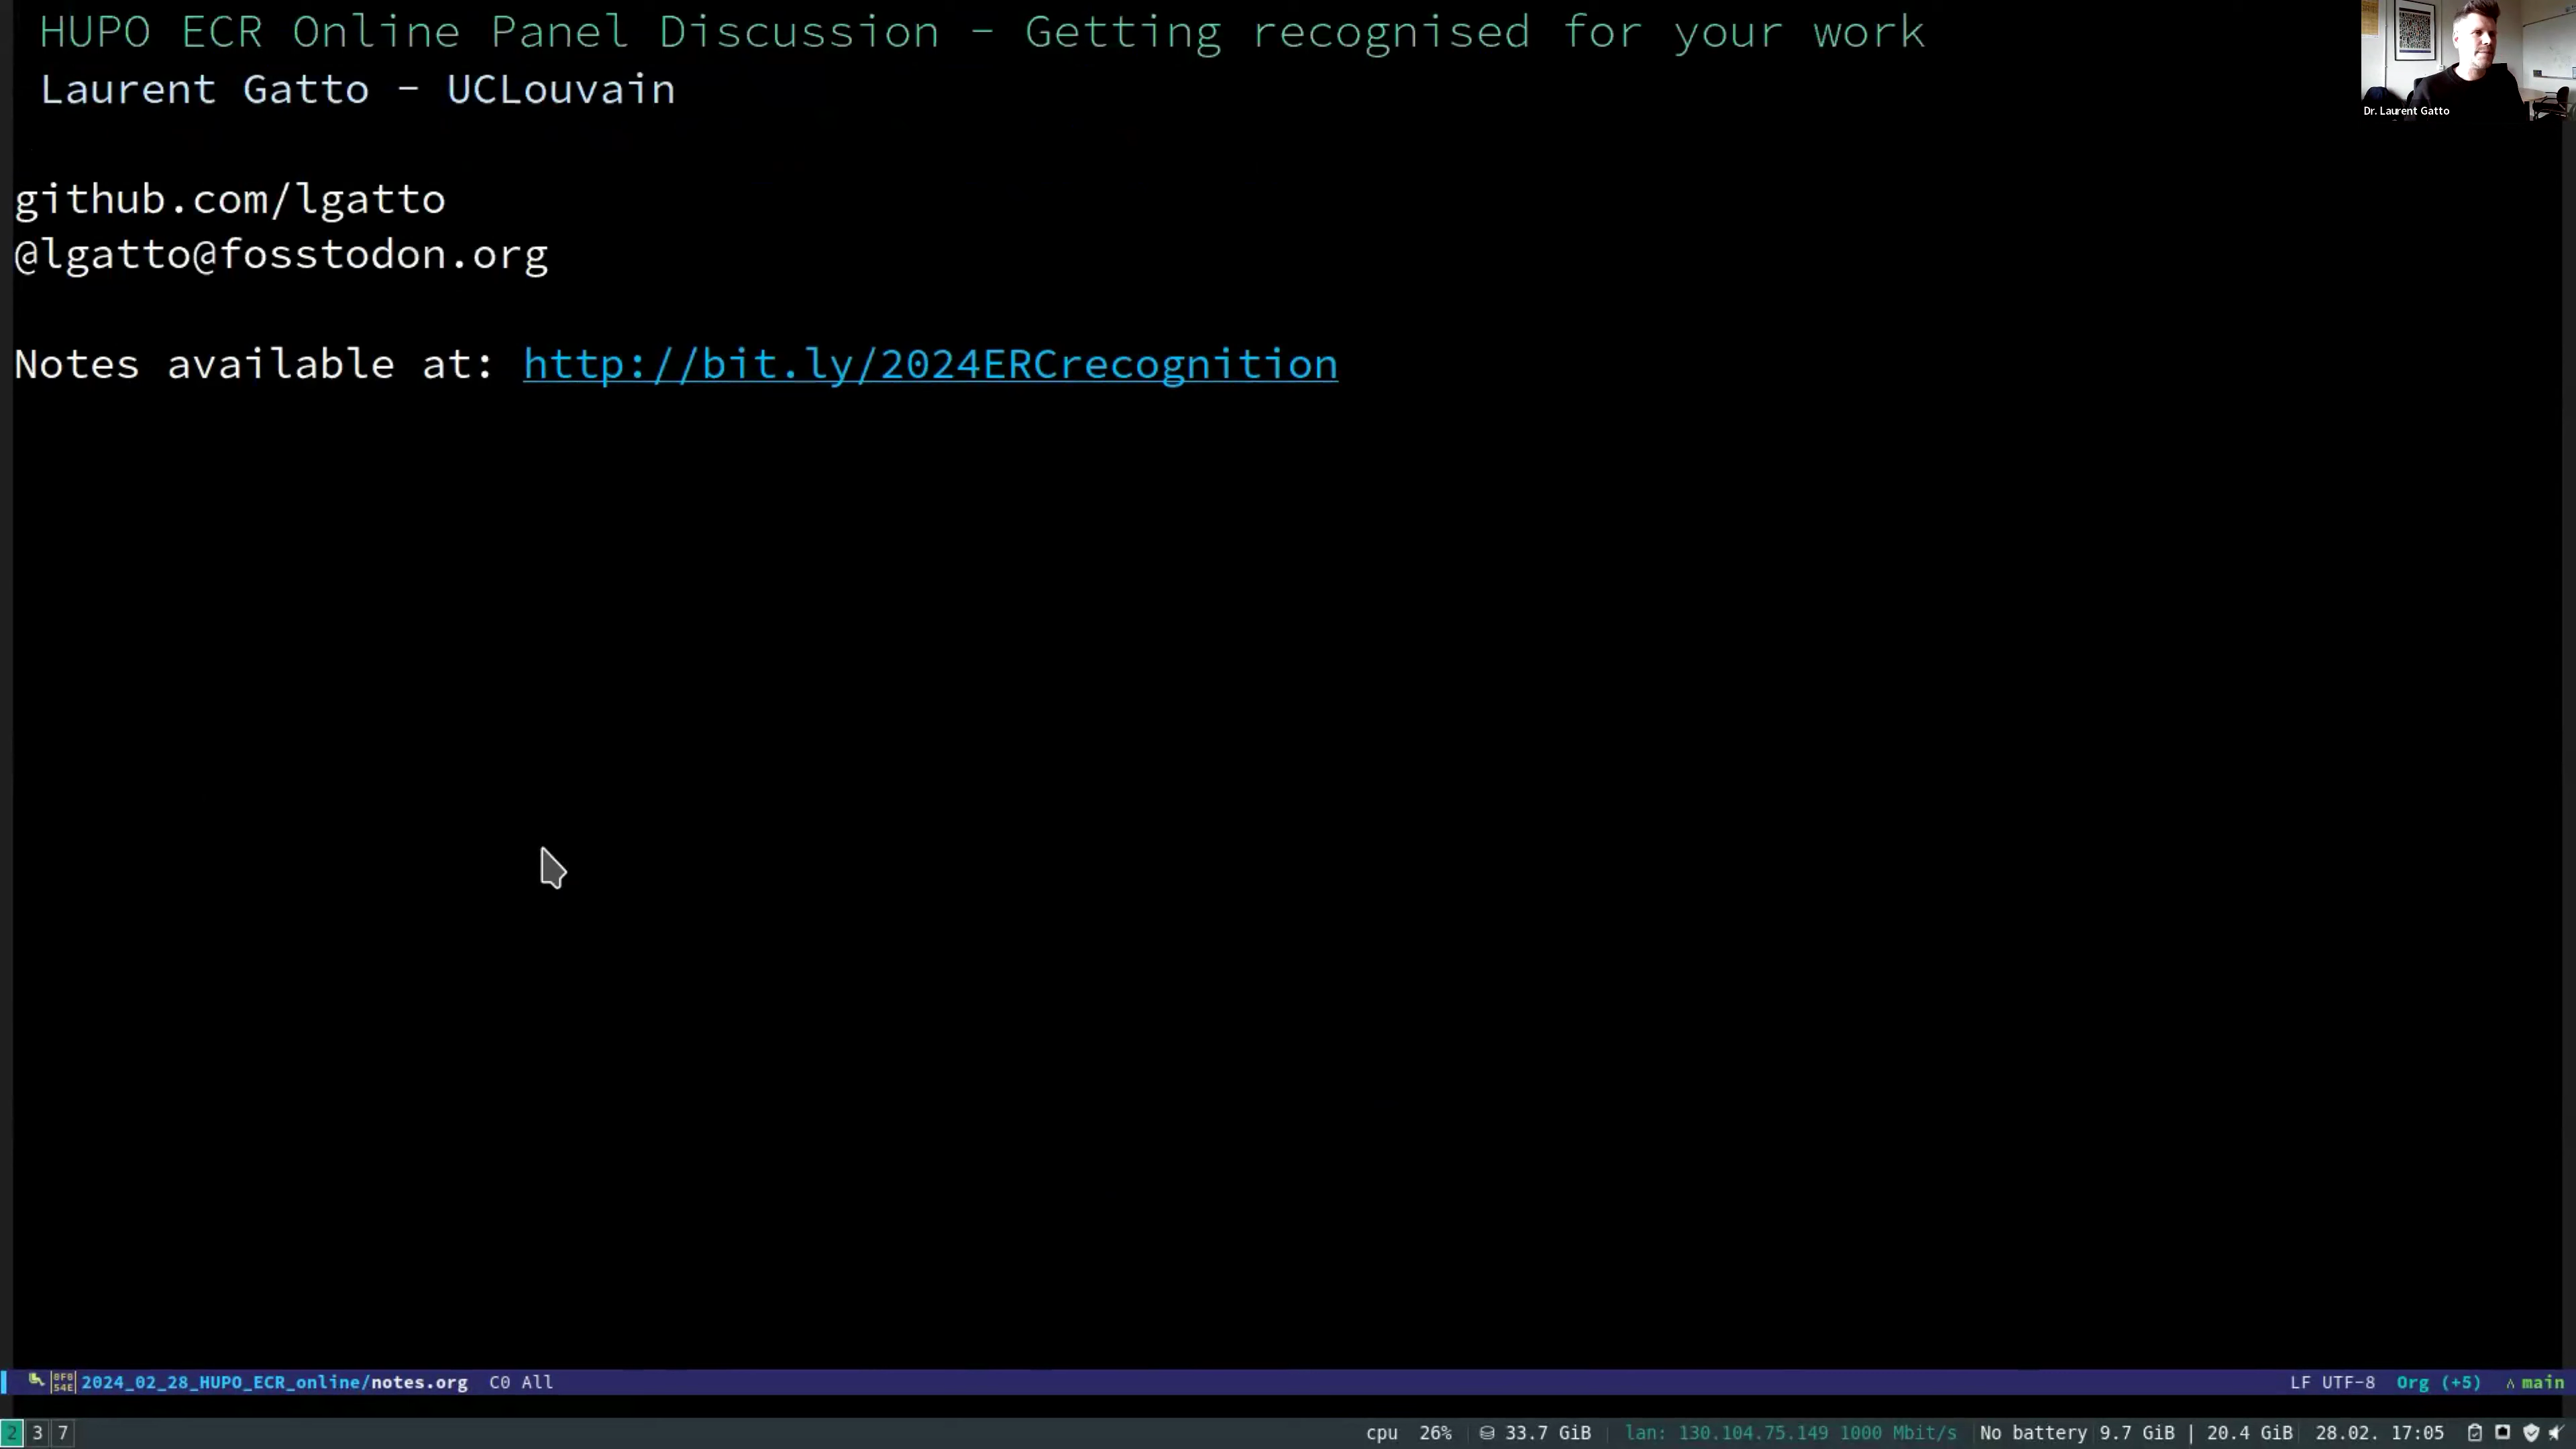 HUPO ECR Online Panel Discussion - Getting recognised for your work
Laurent Gatto - UCLouvain
Dr. Laurent Gatto
github.com/lgatto
@lgatto@fosstodon.org
Notes available at: http://bit.ly/2024ERCrecognition
2024_02_28_HUPO_ECR_online/notes.org C0 All LF UTF-8 Org (+5) main
2 3 7 cpu 26% 33.7 GiB lan: 130.104.75.149 1000 Mbit/s No battery 9.7 GiB | 20.4 GiB 28.02. 17:05